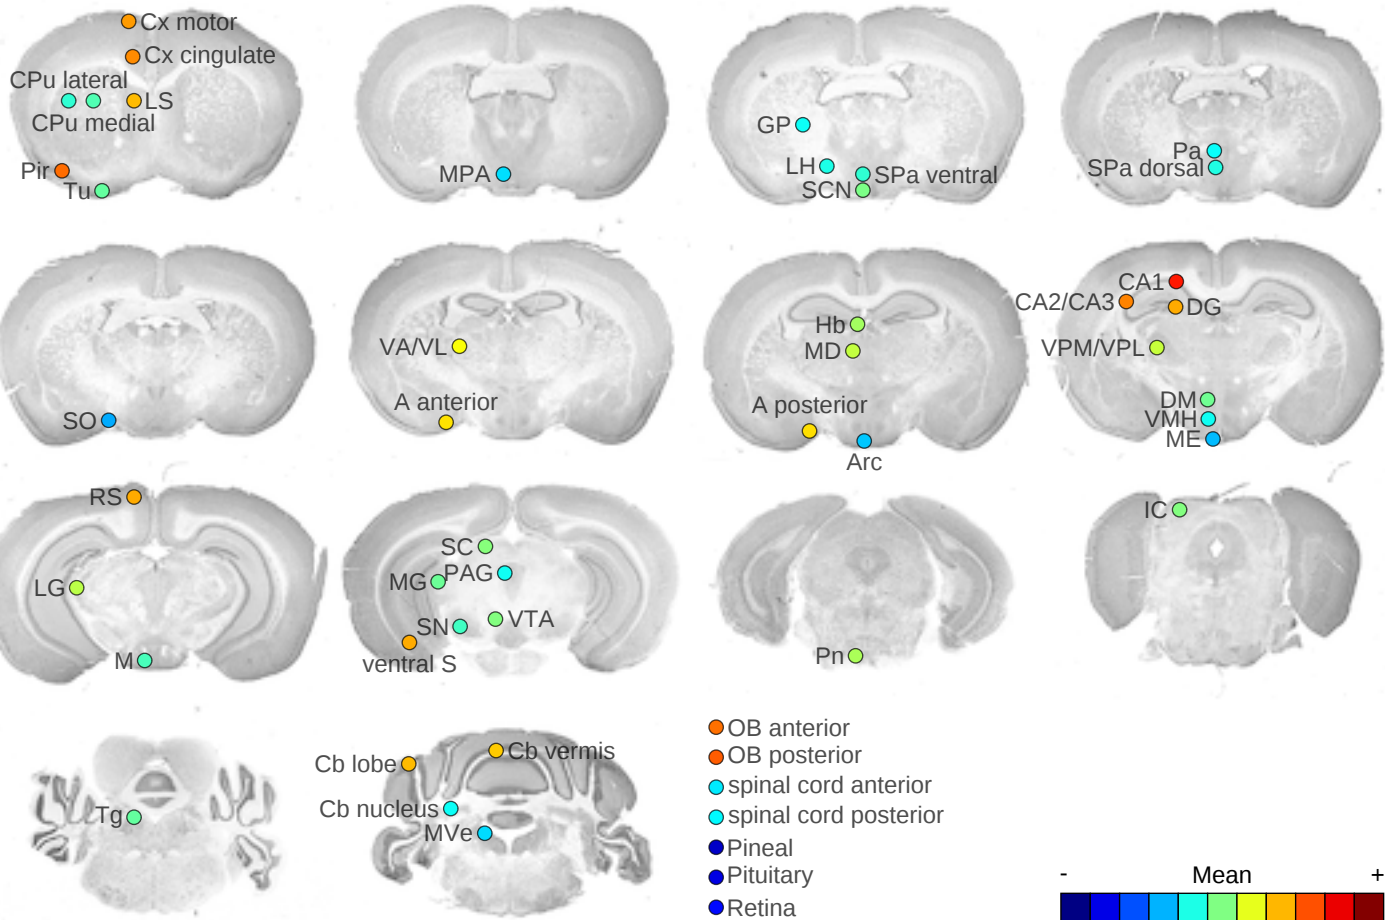 Cx motor
Cx cingulate
CPu lateral
LS
CPu medial
Pir
Tu
MPA
GP
LH
SPa ventral
SCN
Pa
SPa dorsal
SO
VA/VL
A anterior
Hb
MD
A posterior
Arc
CA1
CA2/CA3
DG
VPM/VPL
DM
VMH
ME
RS
LG
M
SC
MG
PAG
SN
VTA
ventral S
Pn
IC
Tg
Cb lobe
Cb vermis
Cb nucleus
MVe
OB anterior
OB posterior
spinal cord anterior
spinal cord posterior
Pineal
Pituitary
Retina
- Mean +